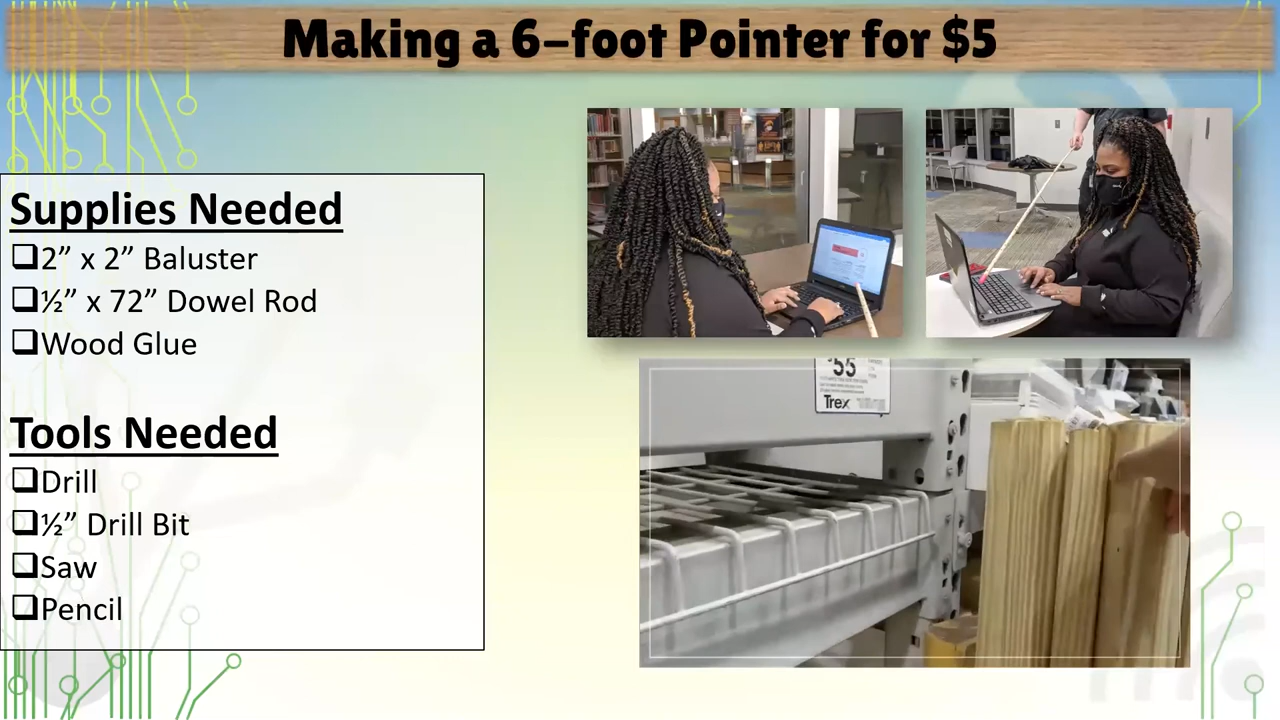 Making a 6-foot Pointer for $5
Supplies Needed
❑2” x 2” Baluster
❑½” x 72” Dowel Rod
❑Wood Glue
Tools Needed
❑Drill
❑½” Drill Bit
❑Saw
❑Pencil
$55
Trex